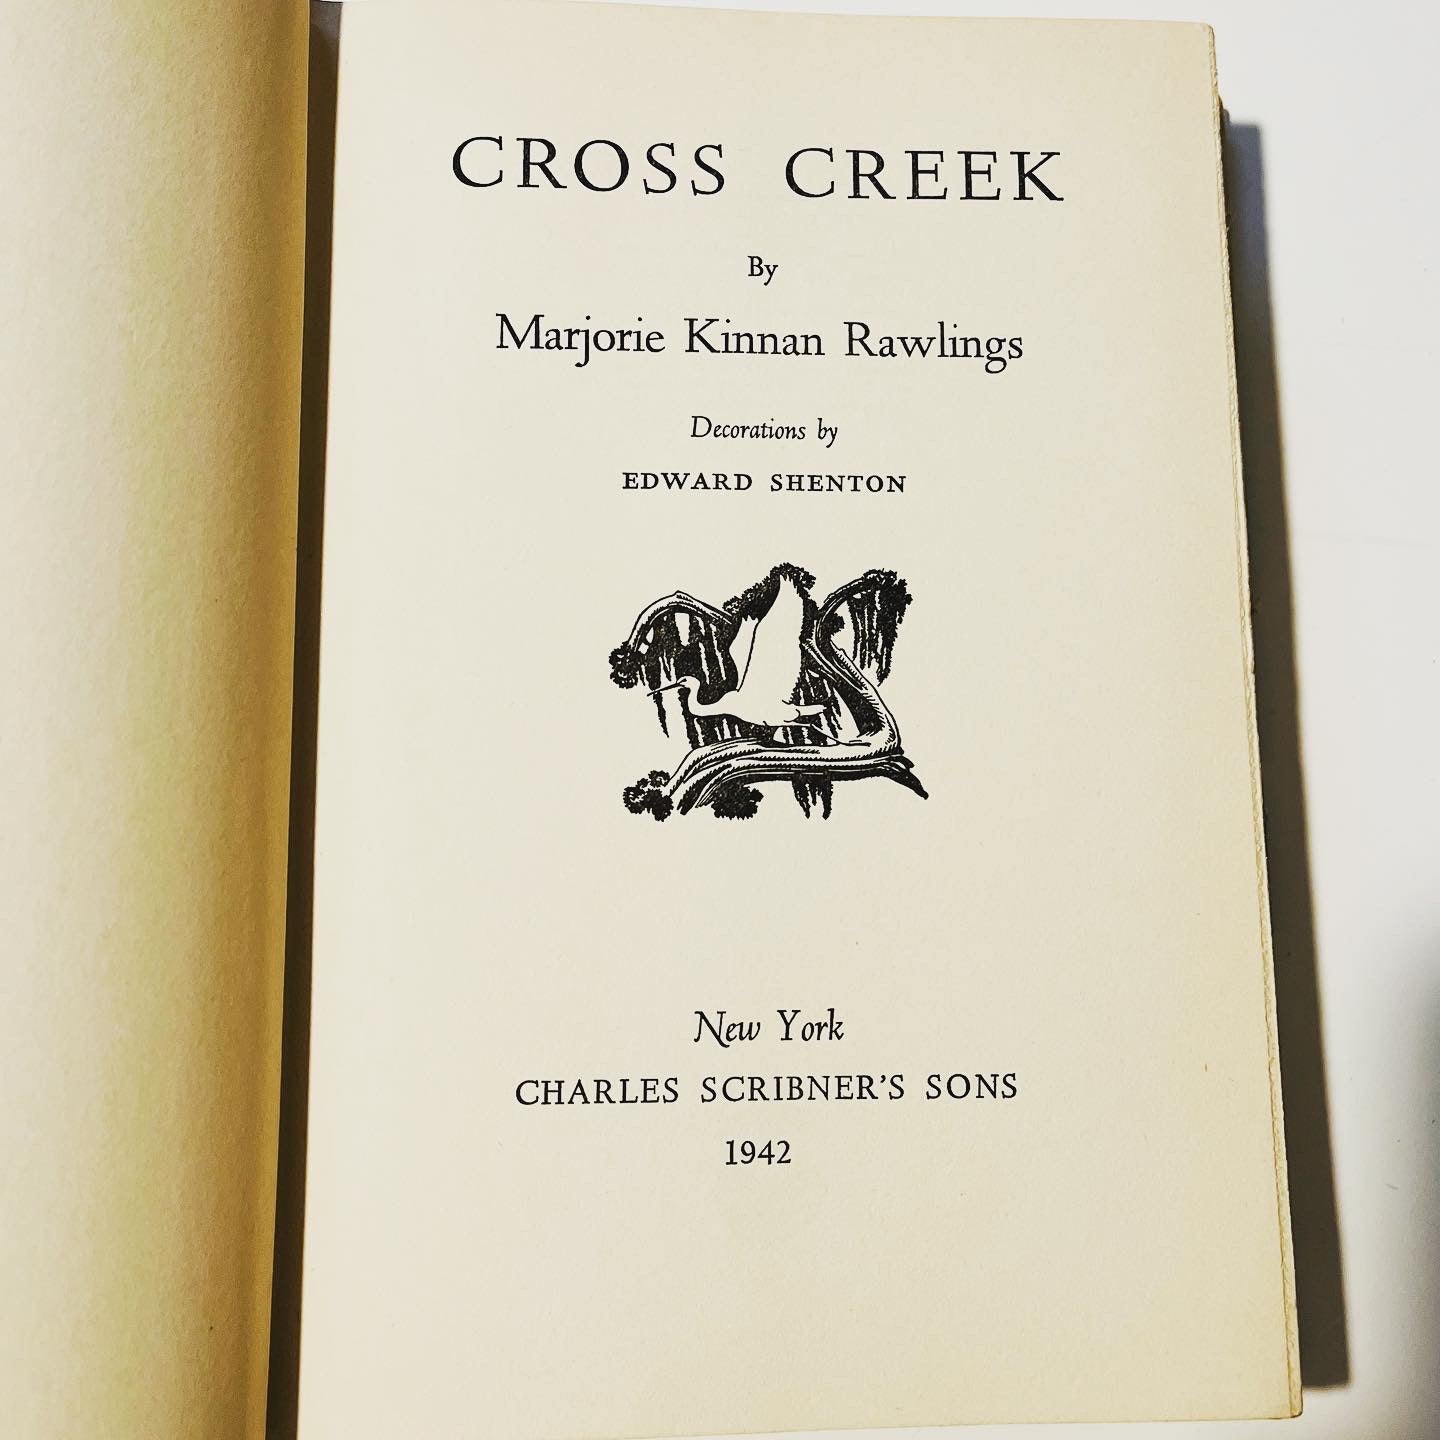 CROSS CREEK
By
Marjorie Kinnan Rawlings
Decorations by
EDWARD SHENTON
New York
CHARLES SCRIBNER'S SONS
1942